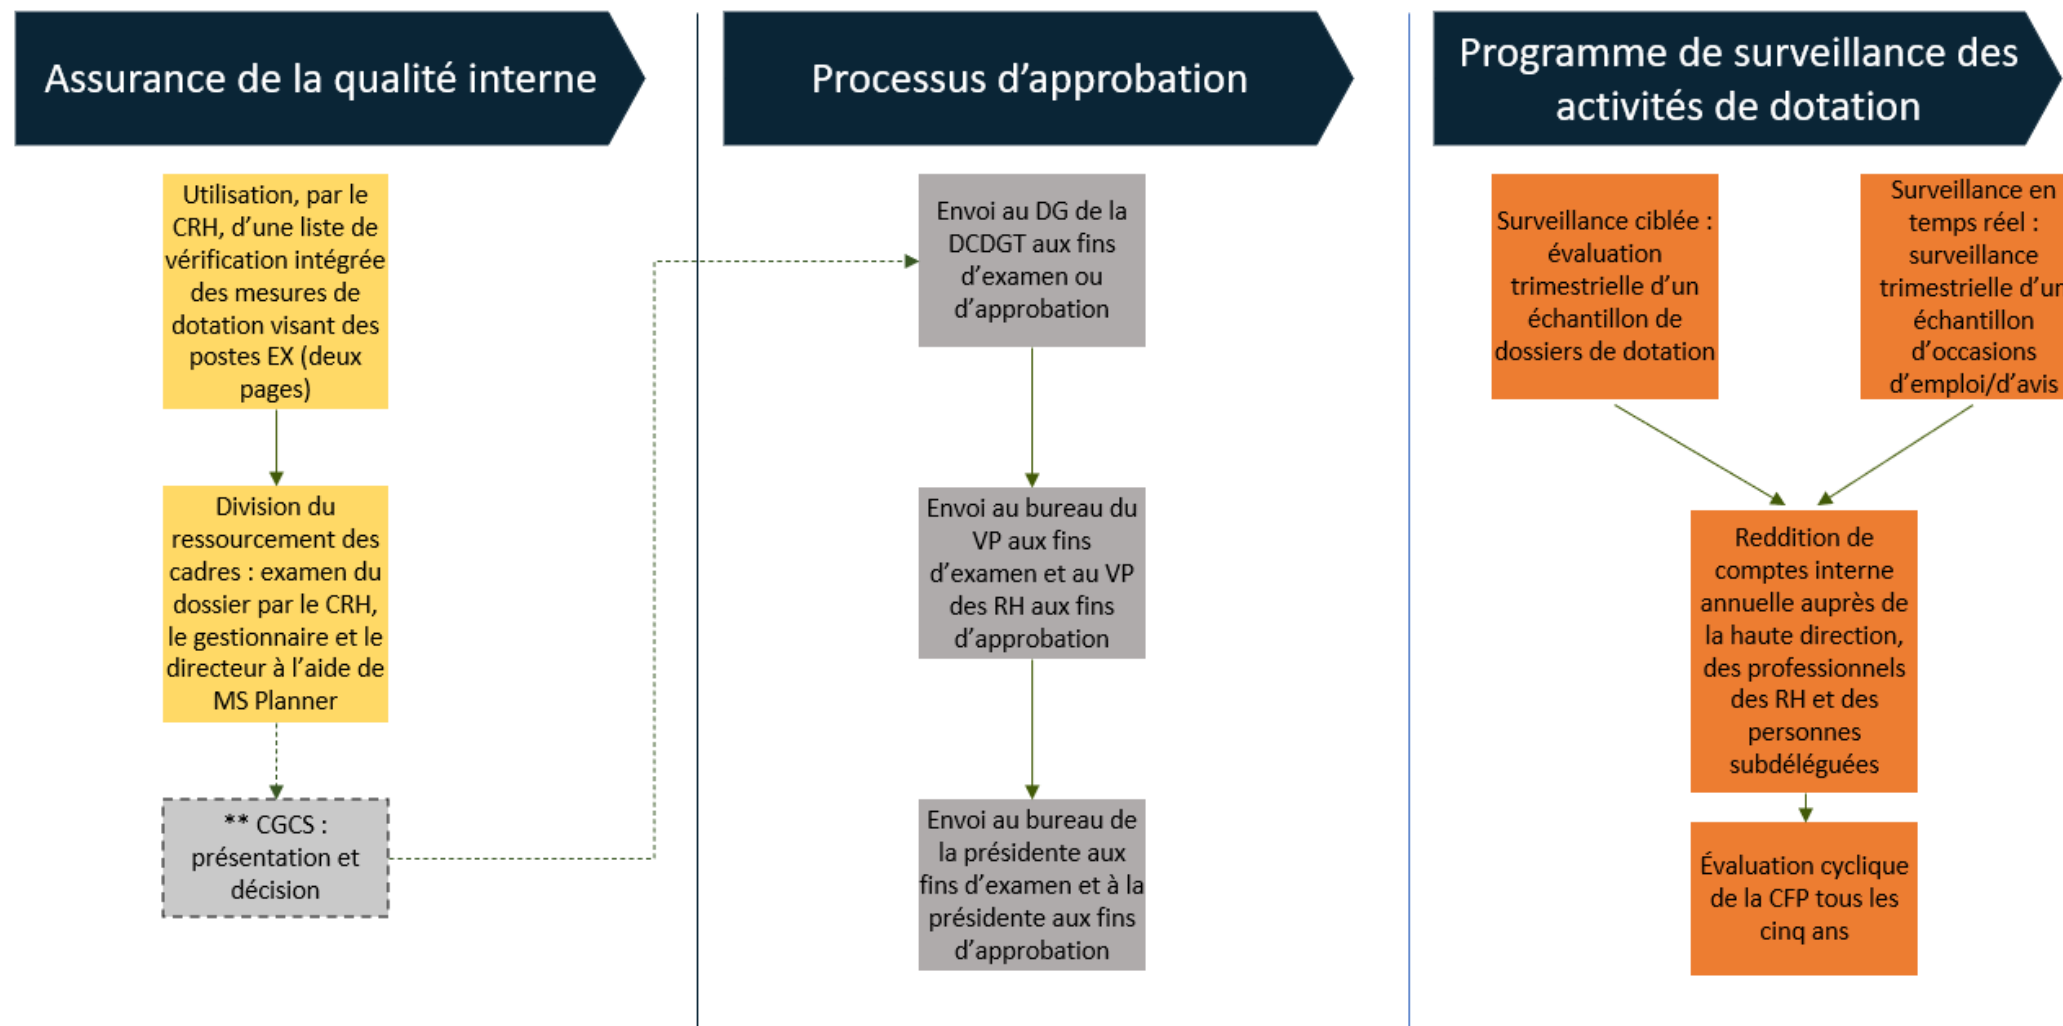 Assurance de la qualité interne
Utilisation, par le
CRH, d’une liste de
vérification intégrée
des mesures de
dotation visant des
postes EX (deux
pages)
Division du
ressourcement des
cadres : examen du
dossier par le CRH,
le gestionnaire et le
directeur à l’aide de
MS Planner
** CGCS :
présentation et
décision
Processus d’approbation
Envoi au DG de la
DCDGT aux fins
d’examen ou
d’approbation
Envoi au bureau du
VP aux fins
d’examen et au VP
des RH aux fins
d’approbation
Envoi au bureau de
la présidente aux
fins d’examen et à la
présidente aux fins
d’approbation
Programme de surveillance des
activités de dotation
Surveillance ciblée :
évaluation
trimestrielle d’un
échantillon de
dossiers de dotation
Surveillance en
temps réel :
surveillance
trimestrielle d’un
échantillon
d’occasions
d’emploi/d’avis
Reddition de
comptes interne
annuelle auprès de
la haute direction,
des professionnels
des RH et des
personnes
subdéléguées
Évaluation cyclique
de la CFP tous les
cinq ans